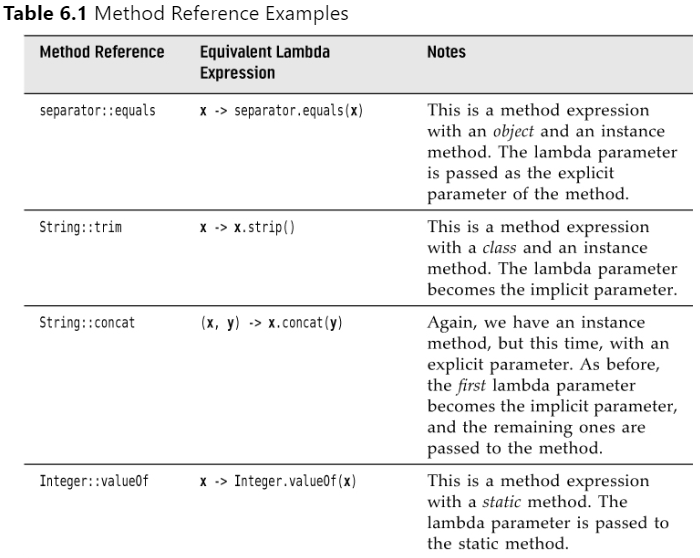 Table 6.1 Method Reference Examples
Method Reference Equivalent Lambda Expression Notes
separator::equals x -> separator.equals(x) This is a method expression
with an object and an instance
method. The lambda parameter
is passed as the explicit
parameter of the method.
String::trim x -> x.strip() This is a method expression
with a class and an instance
method. The lambda parameter
becomes the implicit parameter.
String::concat (x, y) -> x.concat(y) Again, we have an instance
method, but this time, with an
explicit parameter. As before,
the first lambda parameter
becomes the implicit parameter,
and the remaining ones are
passed to the method.
Integer::valueOf x -> Integer.valueOf(x) This is a method expression
with a static method. The
lambda parameter is passed to
the static method.